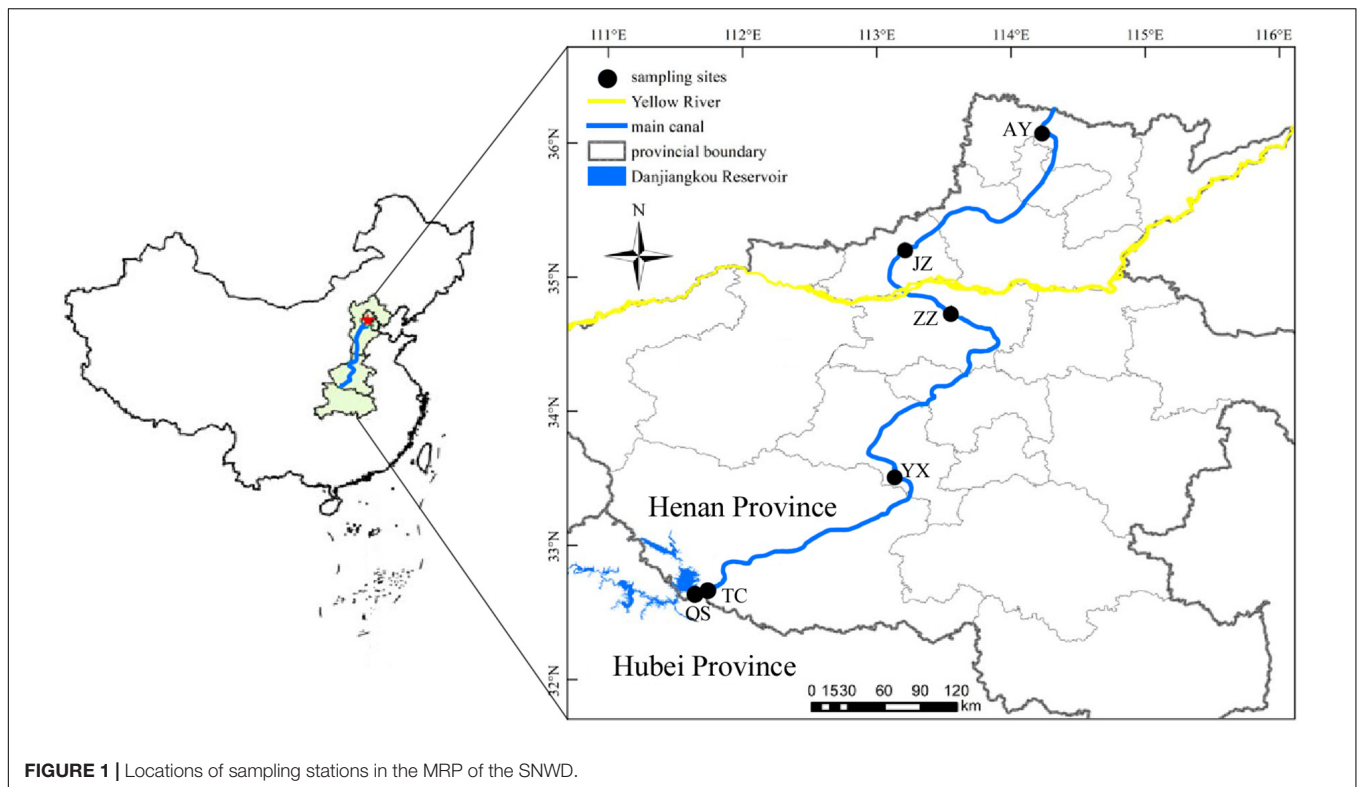 111°E 112°E 113°E 114°E 115°E 116°E
sampling sites
Yellow River
main canal
provincial boundary
Danjiangkou Reservoir
N
36°N
35°N
34°N
33°N
32°N
AY
JZ
ZZ
YX
Henan Province
TC
QS
Hubei Province
0 1530 60 90 120
km
FIGURE 1 | Locations of sampling stations in the MRP of the SNWD.